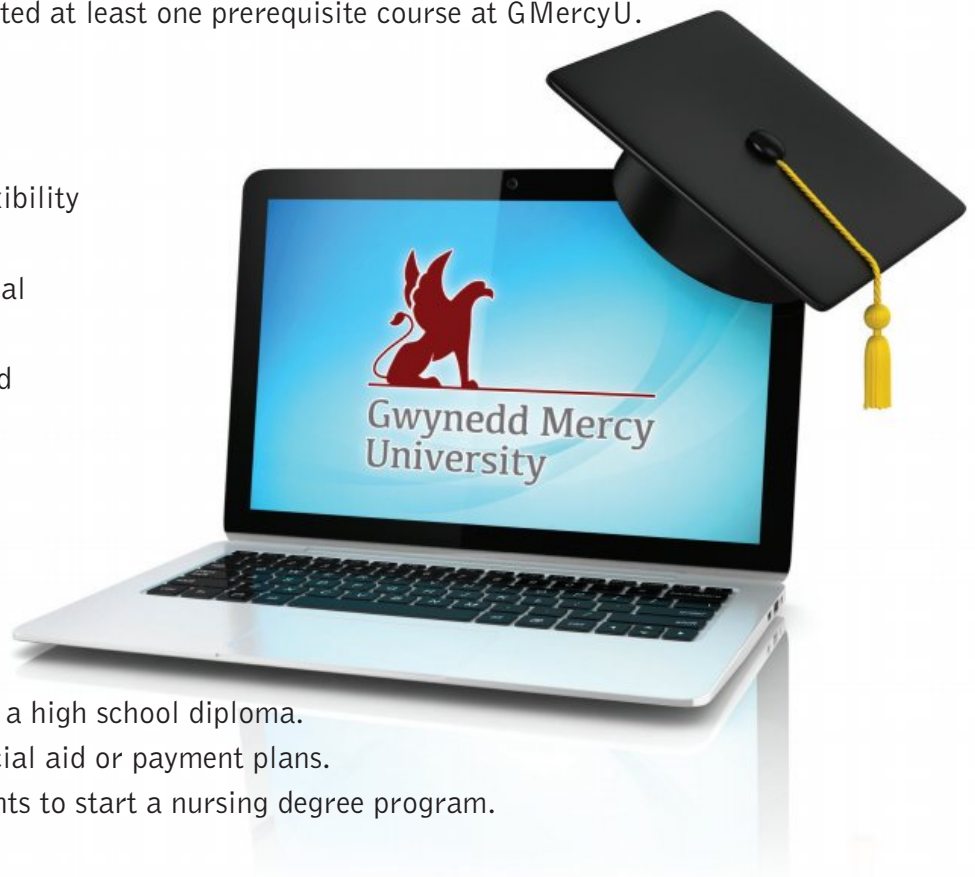 ted at least one prerequisite course at GMercyU.
ibility
al
d
Gwynedd Mercy
University
a high school diploma.
cial aid or payment plans.
nts to start a nursing degree program.